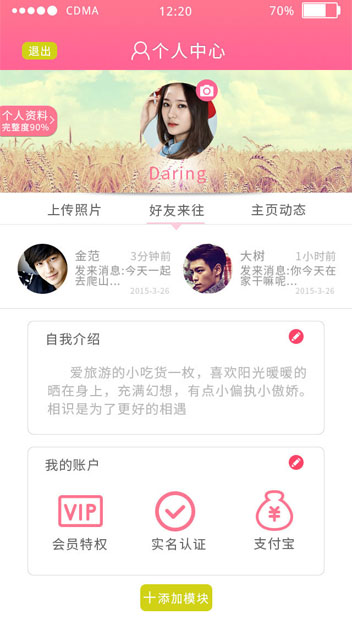 CDMA 12:20 70%
退出 个人中心
个人资料
完整度90%
Daring
上传照片 好友来往 主页动态
金范 3分钟前
发来消息:今天一起
去爬山...
2015-3-26
大树 1小时前
发来消息:你今天在
家干嘛呢...
2015-3-26
自我介绍
爱旅游的小吃货一枚，喜欢阳光暖暖的
晒在身上，充满幻想，有点小偏执小傲娇。
相识是为了更好的相遇
我的账户
VIP ¥
会员特权 实名认证 支付宝
+添加模块